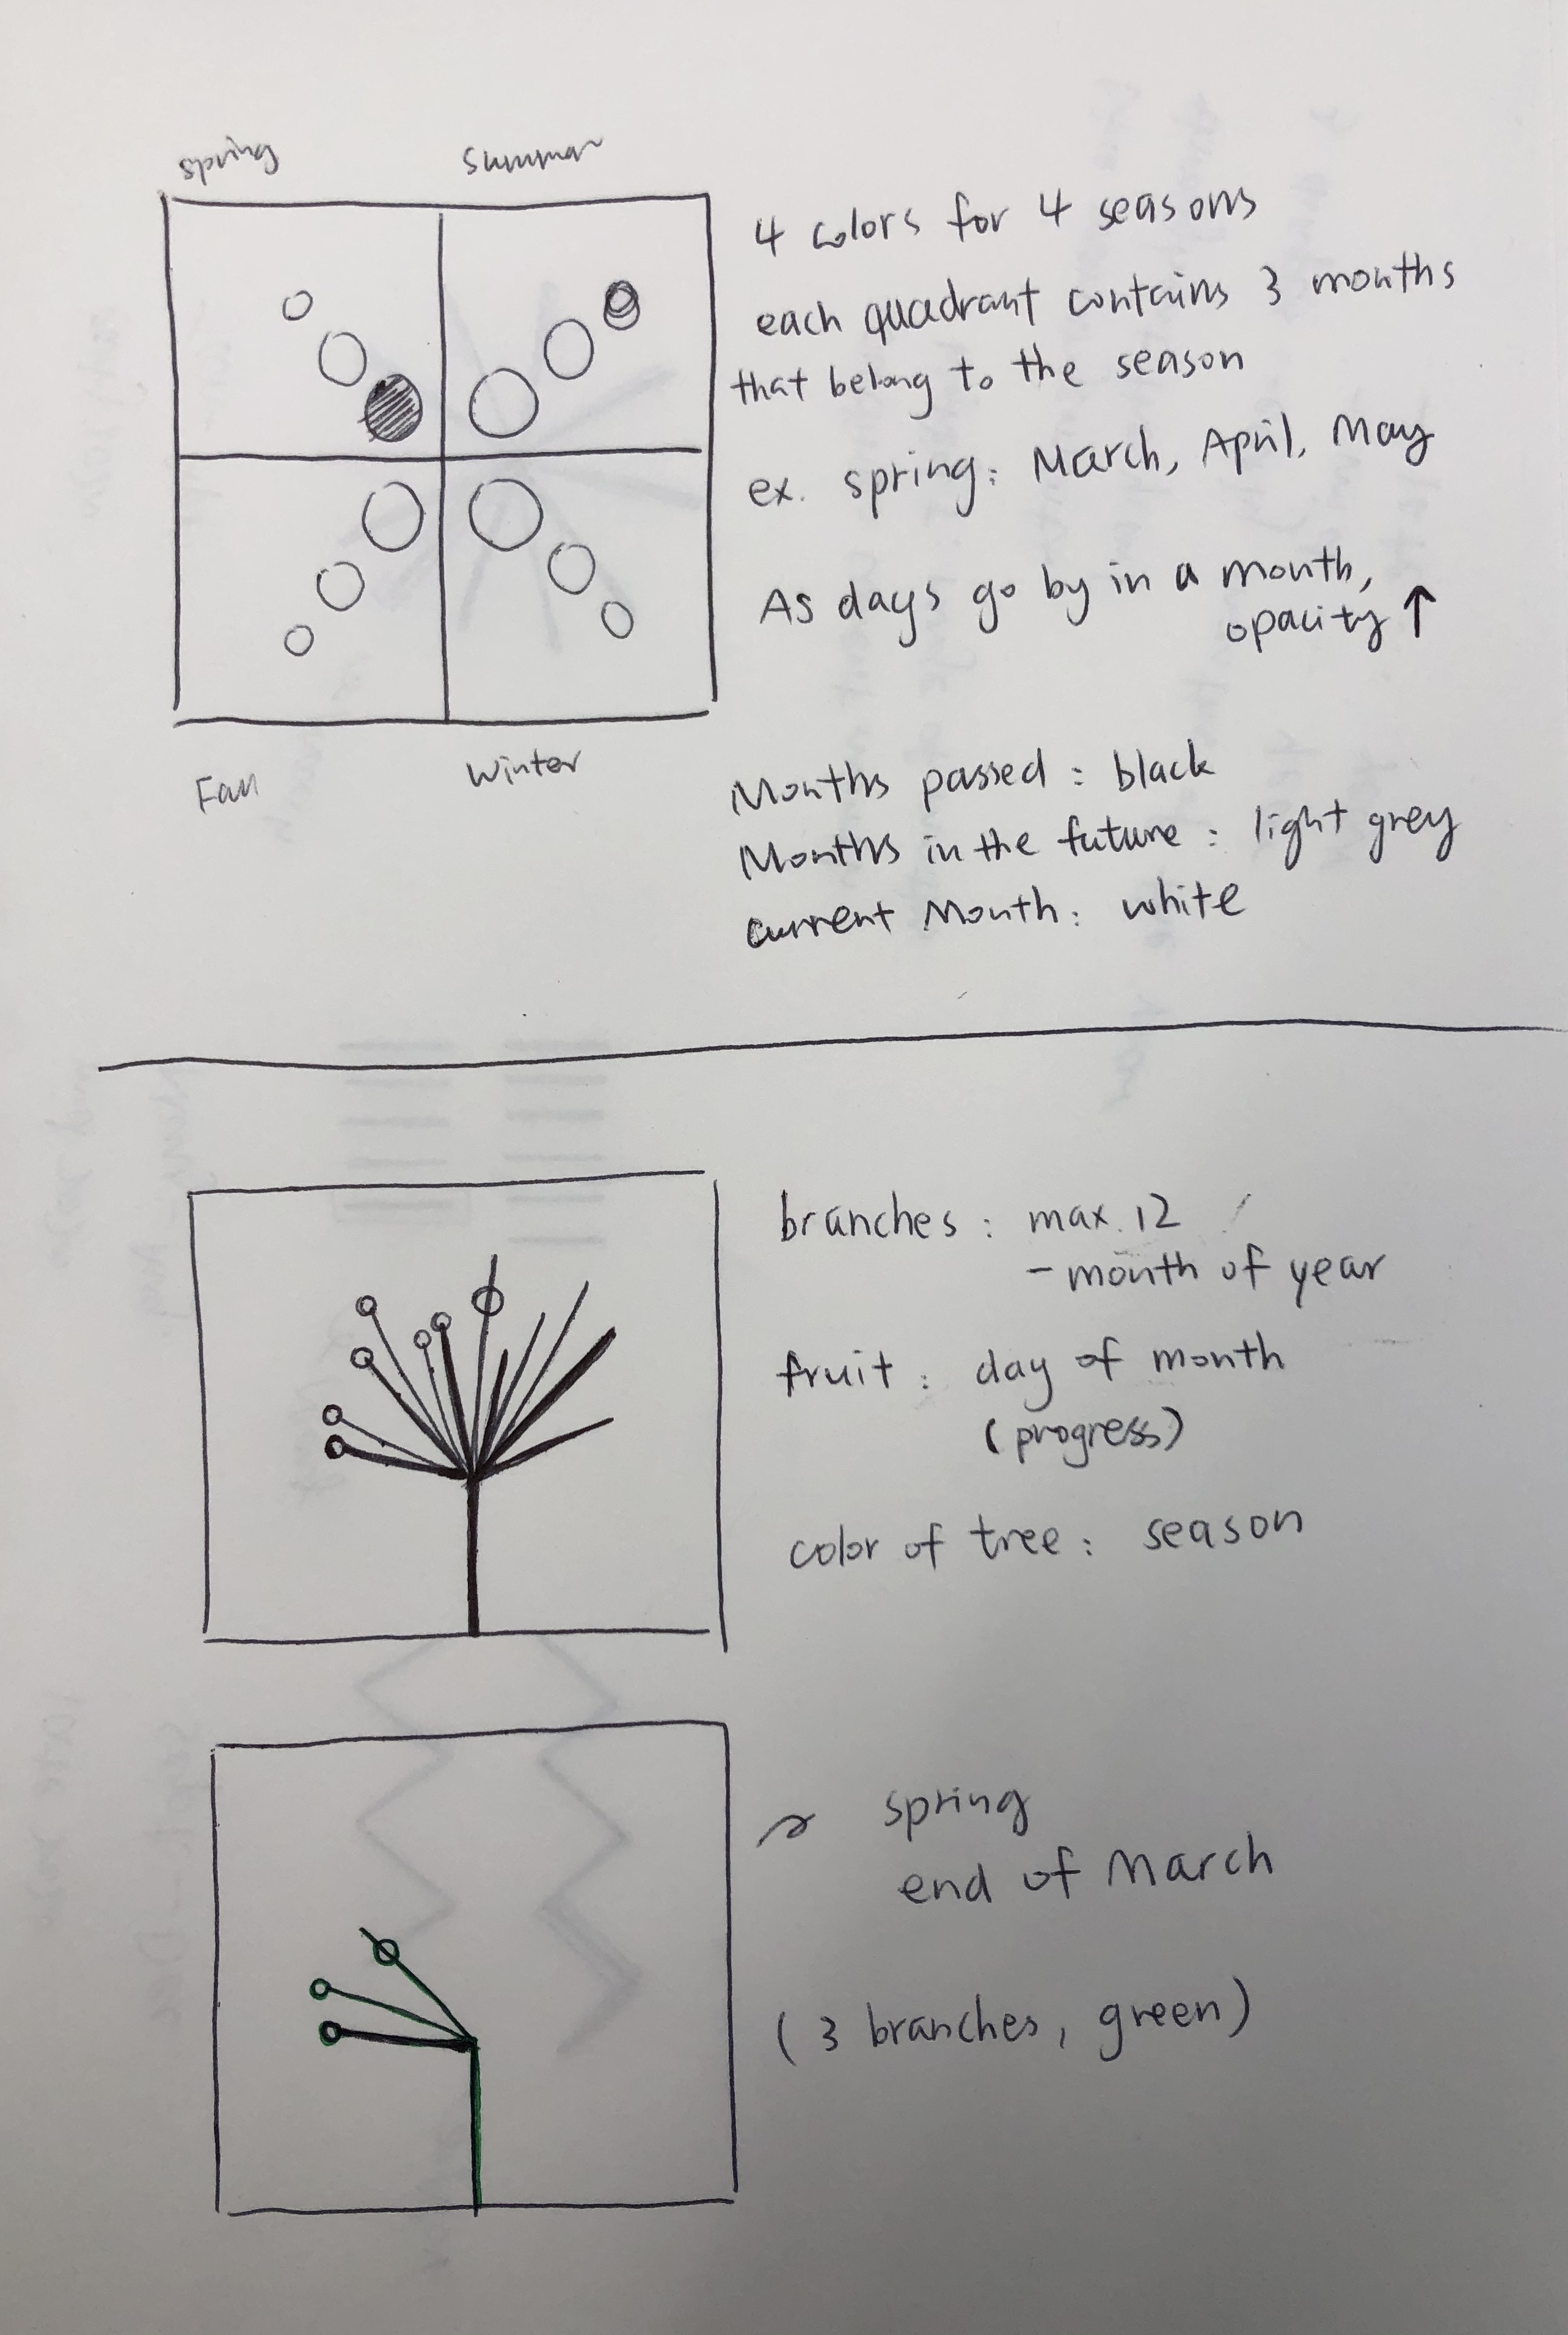 spring
summer
4 colors for 4 seasons
each quadrant contains 3 months
that belong to the season
ex. spring: March, April, May
As days go by in a month,
opacity ↑
Fall
Winter
Months passed : black
Months in the future : light grey
current Month : white
branches : max. 12
- month of year
fruit : day of month
(progress)
color of tree : season
spring
end of March
(3 branches, green)